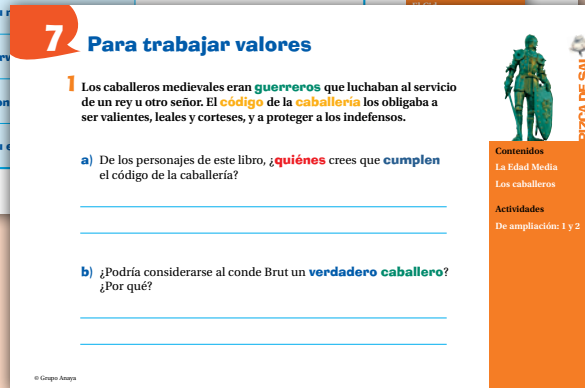 7 Para trabajar valores
1 Los caballeros medievales eran guerreros que luchaban al servicio
de un rey u otro señor. El código de la caballería los obligaba a
ser valientes, leales y corteses, y a proteger a los indefensos.
a) De los personajes de este libro, ¿quiénes crees que cumplen
el código de la caballería?
b) ¿Podría considerarse al conde Brut un verdadero caballero?
¿Por qué?
© Grupo Anaya
Contenidos
La Edad Media
Los caballeros
Actividades
De ampliación: 1 y 2